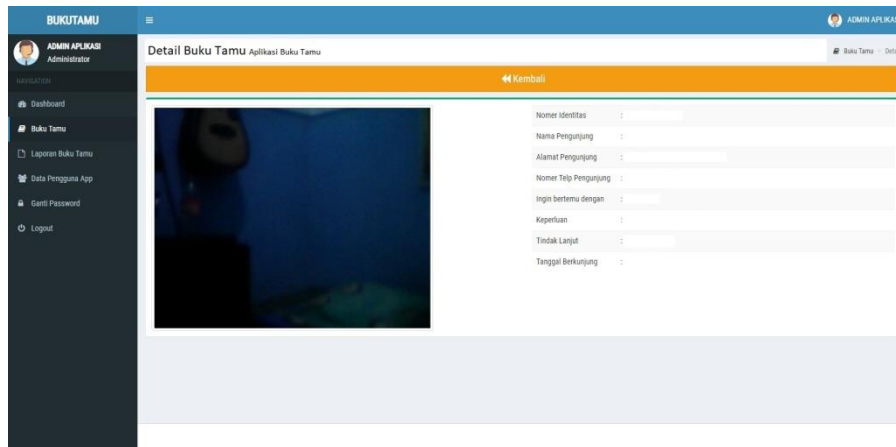 BUKUTAMU
ADMIN APLIKASI
ADMIN APLIKASI
Administrator
NAVIGATION
Dashboard
Buku Tamu
Laporan Buku Tamu
Data Pengguna App
Ganti Password
Logout
Detail Buku Tamu Aplikasi Buku Tamu
Buku Tamu
Kembali
Nomer Identitas :
Nama Pengunjung :
Alamat Pengunjung :
Nomer Telp Pengunjung :
Ingin bertemu dengan :
Keperluan :
Tindak Lanjut :
Tanggal Berkunjung :